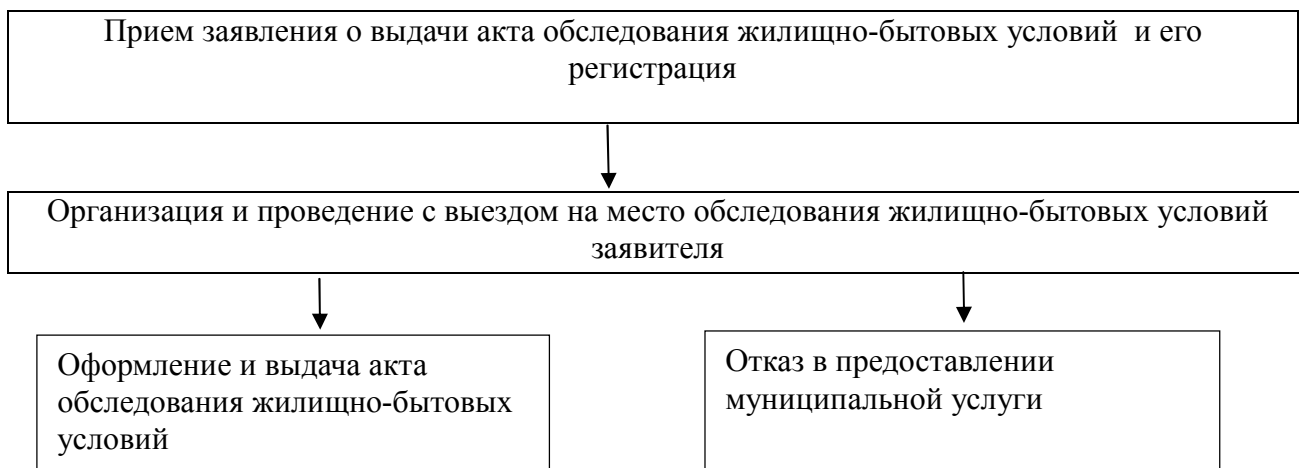 Прием заявления о выдачи акта обследования жилищно-бытовых условий и его
регистрация
Организация и проведение с выездом на место обследования жилищно-бытовых условий
заявителя
Оформление и выдача акта
обследования жилищно-бытовых
условий
Отказ в предоставлении
муниципальной услуги